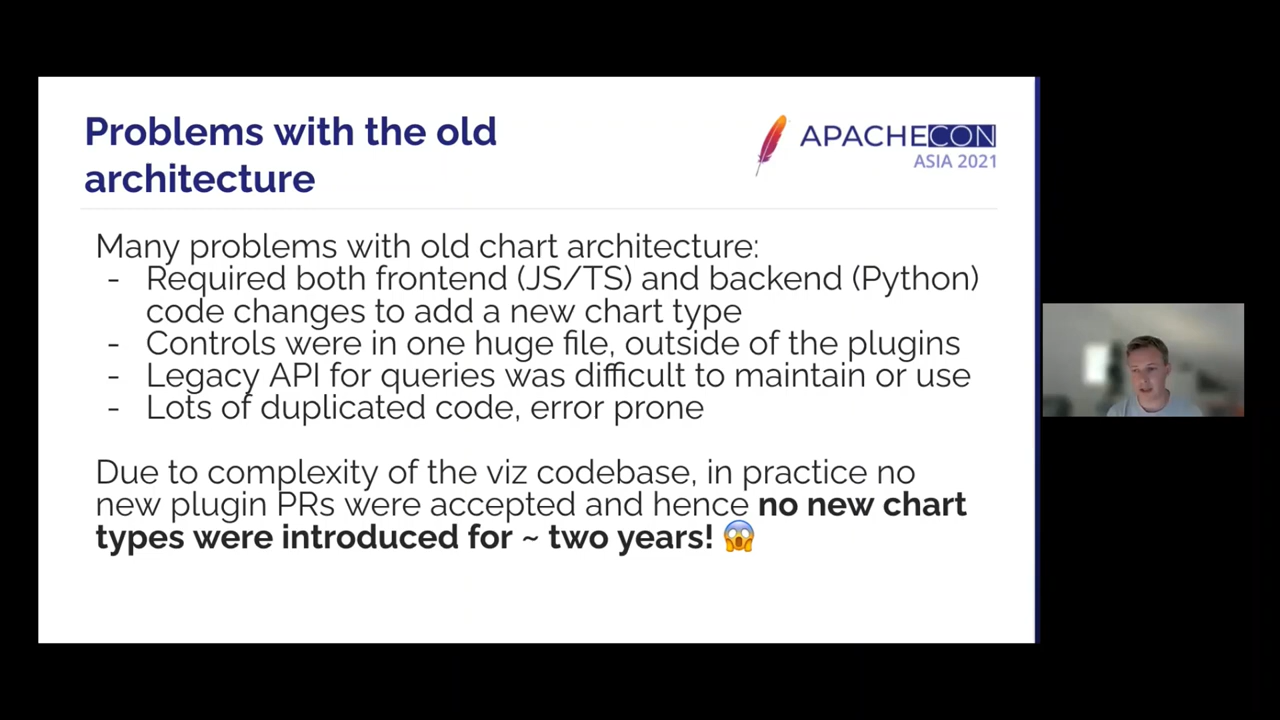 Problems with the old
architecture
APACHECON
ASIA 2021
Many problems with old chart architecture:
- Required both frontend (JS/TS) and backend (Python)
code changes to add a new chart type
- Controls were in one huge file, outside of the plugins
- Legacy API for queries was difficult to maintain or use
- Lots of duplicated code, error prone
Due to complexity of the viz codebase, in practice no
new plugin PRs were accepted and hence no new chart
types were introduced for ~ two years! 😱